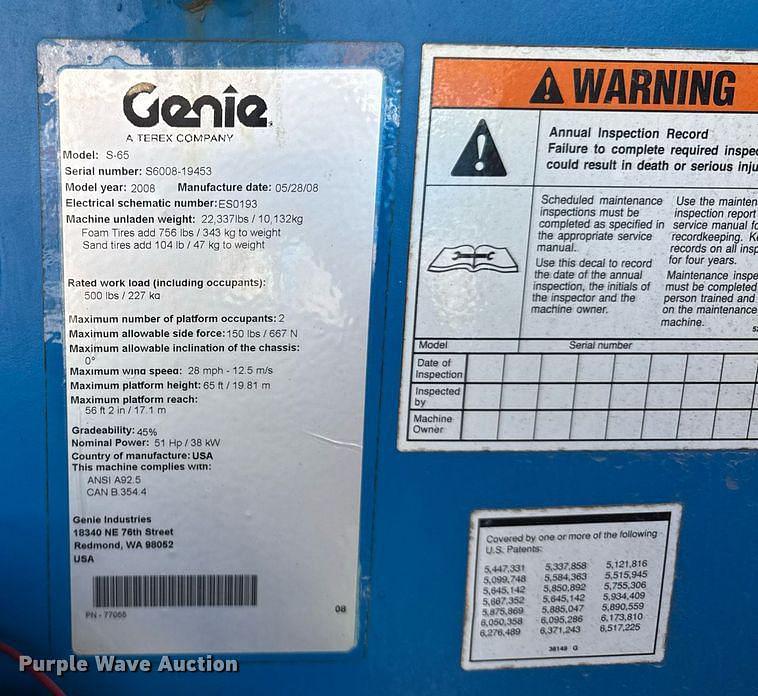 Genie
A TEREX COMPANY
Model: S-65
Serial number: S6008-19453
Model year: 2008 Manufacture date: 05/28/08
Electrical schematic number: ES0193
Machine unladen weight: 22,337lbs / 10,132kg
Foam Tires add 756 lbs / 343 kg to weight
Sand tires add 104 lb / 47 kg to weight
Rated work load (including occupants):
500 lbs / 227 kg
Maximum number of platform occupants: 2
Maximum allowable side force: 150 lbs / 667 N
Maximum allowable inclination of the chassis:
0°
Maximum wind speed: 28 mph - 12.5 m/s
Maximum platform height: 65 ft / 19.81 m
Maximum platform reach:
56 ft 2 in / 17.1 m
Gradeability: 45%
Nominal Power: 51 Hp / 38 kW
Country of manufacture: USA
This machine complies with:
ANSI A92.5
CAN B.354.4
Genie Industries
18340 NE 76th Street
Redmond, WA 98052
USA
PN - 77055
08
WARNING
Annual Inspection Record
Failure to complete required inspe
could result in death or serious inju
Scheduled maintenance
inspections must be
completed as specified in
the appropriate service
manual.
Use this decal to record
the date of the annual
inspection, the initials of
the inspector and the
machine owner.
Use the mainten
inspection report
service manual fo
recordkeeping. K
records on all insp
for four years.
Maintenance inspe
must be completed
person trained and
on the maintenance
machine.
Model Serial number
Date of
Inspection
Inspected
by
Machine
Owner
Covered by one or more of the following
U.S. Patents:
5,447,331 5,337,858 5,121,816
5,099,748 5,584,363 5,515,945
5,645,142 5,850,892 5,755,306
5,667,352 5,645,142 5,934,409
5,875,869 5,885,047 5,890,559
6,050,358 6,095,286 6,173,810
6,276,489 6,371,243 6,517,225
38149 G
Purple Wave Auction